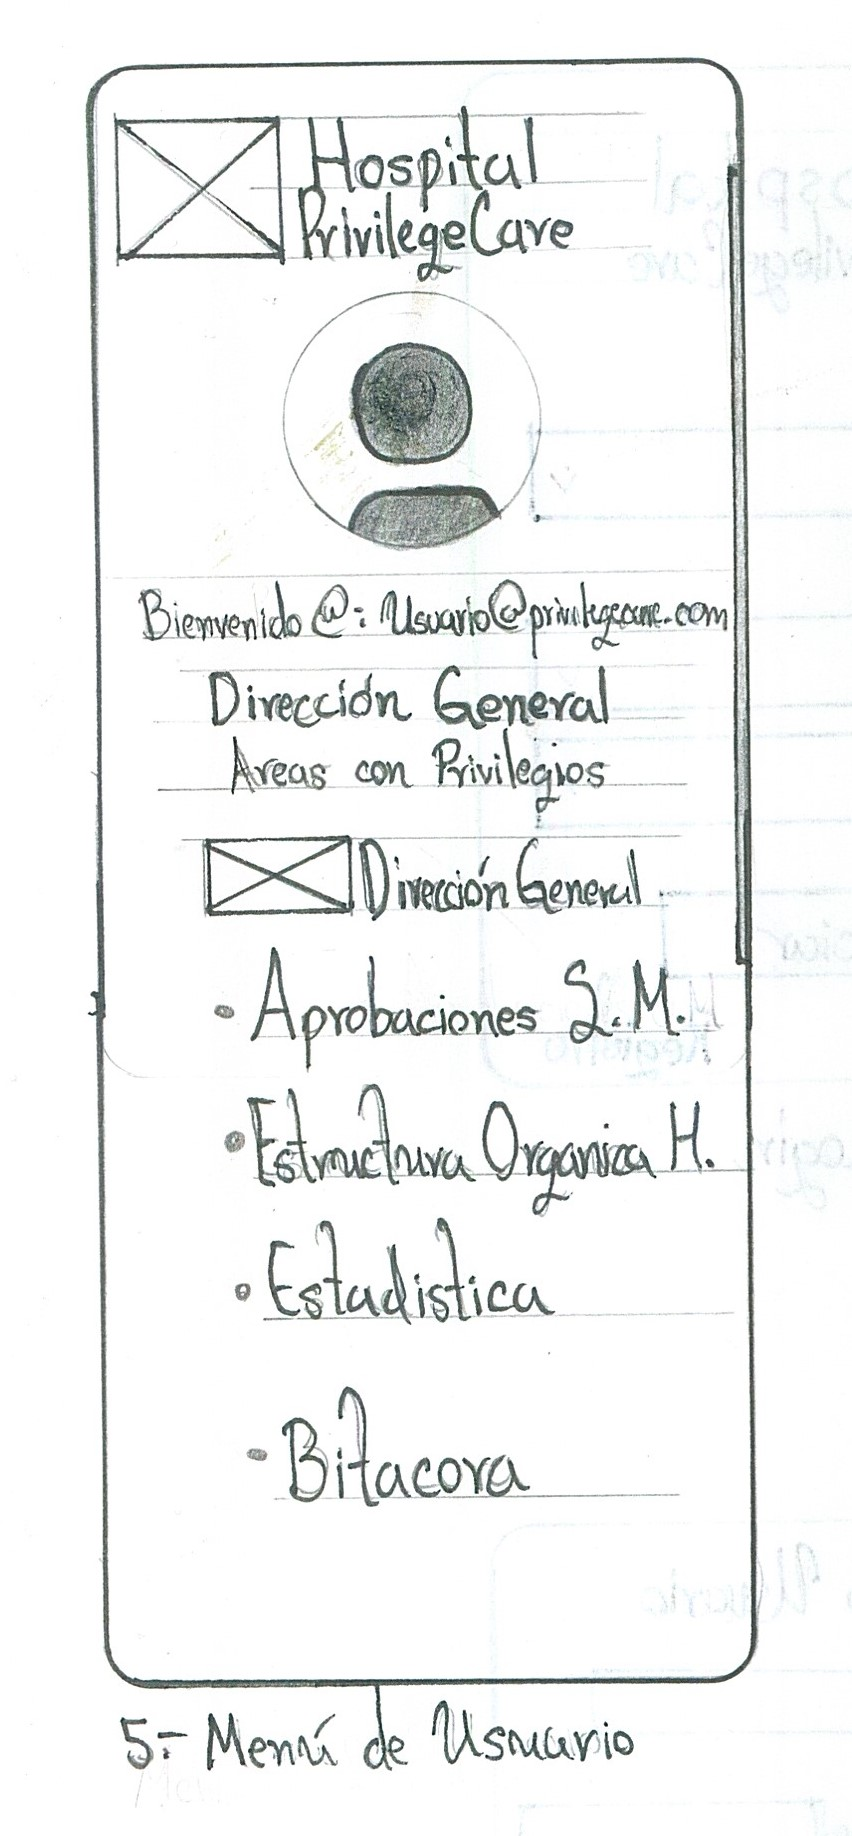 Hospital
PrivilegeCare
Bienvenido @: Usuario@privilegecare.com
Dirección General
Areas con Privilegios
Dirección General
• Aprobaciones S.M.
• Estructura Organica H.
• Estadistica
• Bitacora
5.- Menú de Usuario